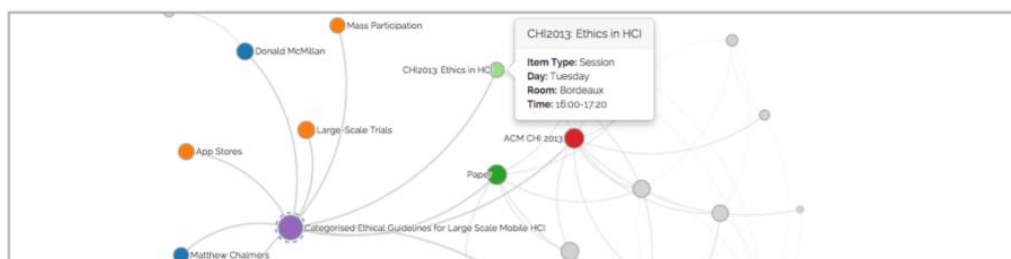 Mass Participation
Donald McMillan
CHI2013: Ethics in HC
CHI2013: Ethics in HCI
Item Type: Session
Day: Tuesday
Room: Bordeaux
Time: 16:00-17:20
Large-Scale Trials
ACM CHI 2013
App Stores
Paper
Categorised Ethical Guidelines for Large Scale Mobile HCI
Matthew Chalmers